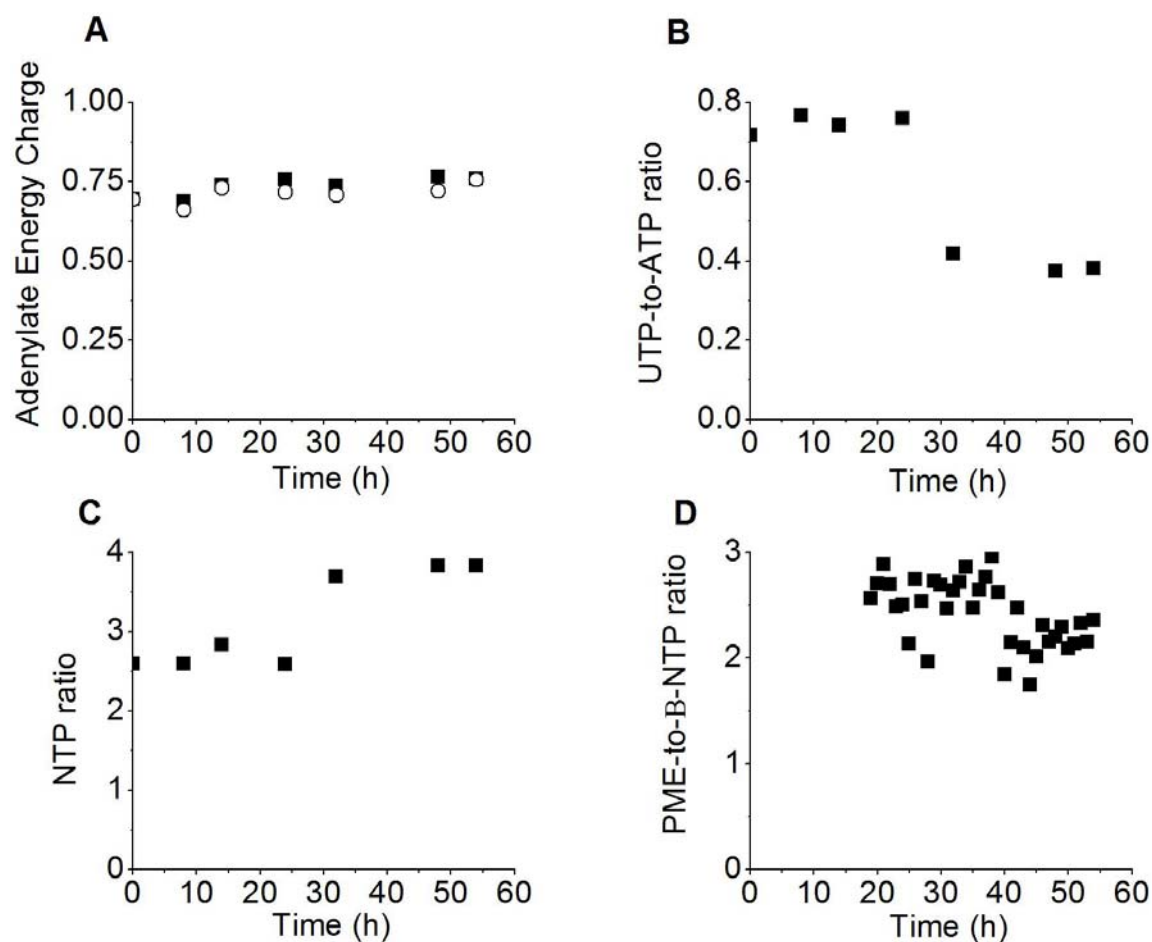 A
Adenylate Energy Charge
1.00
0.75
0.50
0.25
0.00
0 10 20 30 40 50 60
Time (h)
B
UTP-to-ATP ratio
0.8
0.6
0.4
0.2
0.0
0 10 20 30 40 50 60
Time (h)
C
NTP ratio
4
3
2
1
0
0 10 20 30 40 50 60
Time (h)
D
PME-to-B-NTP ratio
3
2
1
0
0 10 20 30 40 50 60
Time (h)